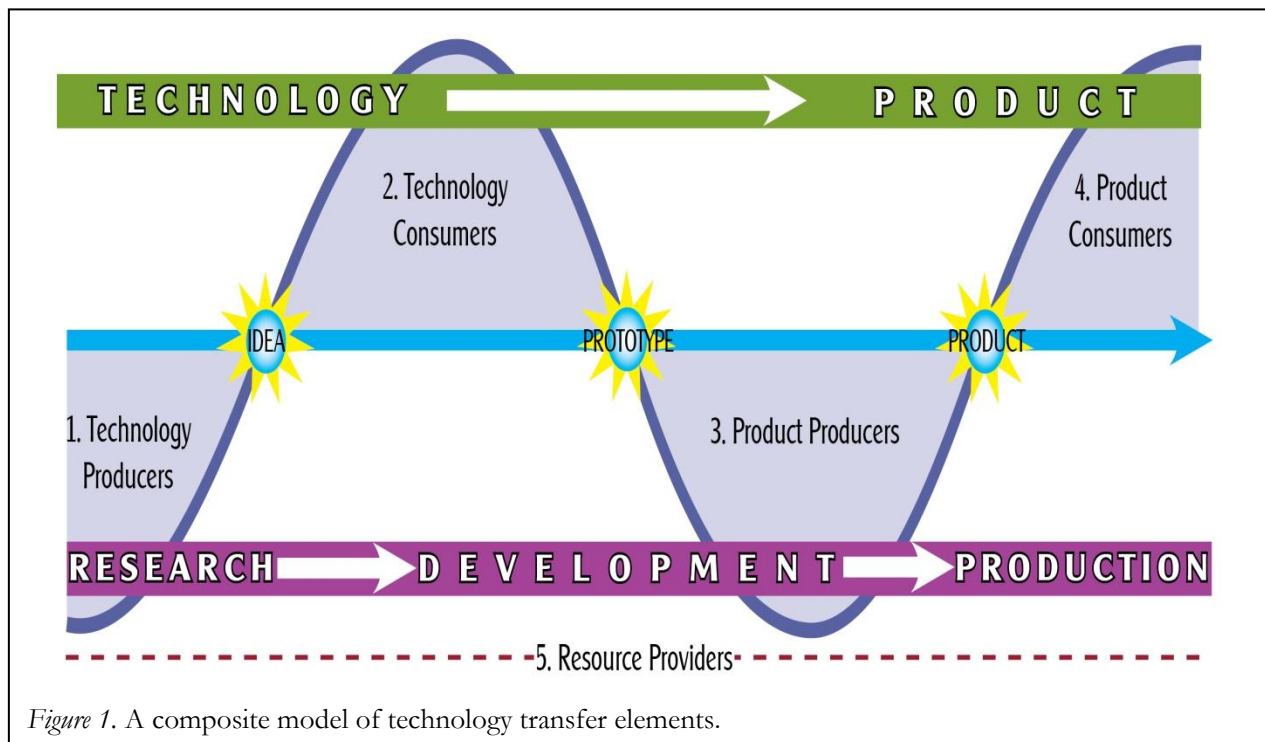 TECHNOLOGY PRODUCT
2. Technology
Consumers
4. Product
Consumers
IDEA PROTOTYPE PRODUCT
1. Technology
Producers
3. Product Producers
RESEARCH DEVELOPMENT PRODUCTION
5. Resource Providers
Figure 1. A composite model of technology transfer elements.